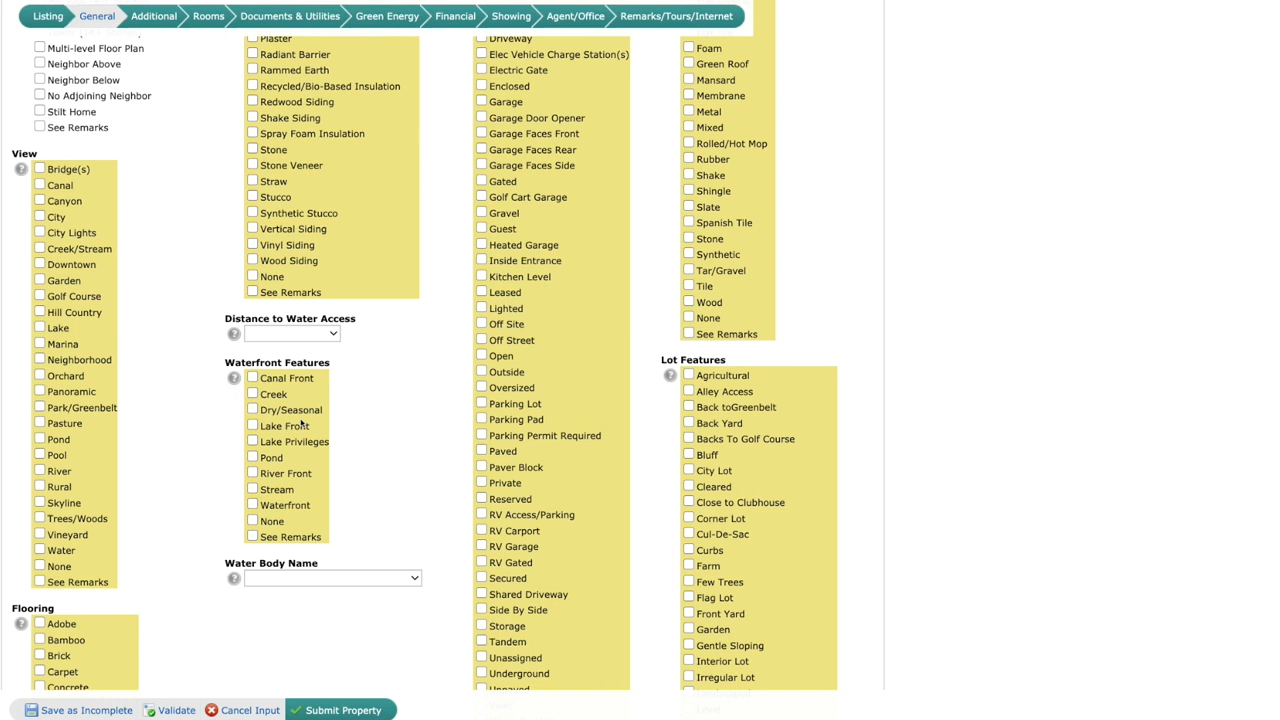 Listing
General
Additional
Rooms
Documents & Utilities
Green Energy
Financial
Showing
Agent/Office
Remarks/Tours/Internet
Multi-level Floor Plan
Neighbor Above
Neighbor Below
No Adjoining Neighbor
Stilt Home
See Remarks
View
Bridge(s)
Canal
Canyon
City
City Lights
Creek/Stream
Downtown
Garden
Golf Course
Hill Country
Lake
Marina
Neighborhood
Orchard
Panoramic
Park/Greenbelt
Pasture
Pond
Pool
River
Rural
Skyline
Trees/Woods
Vineyard
Water
None
See Remarks
Flooring
Adobe
Bamboo
Brick
Carpet
Concrete
Plaster
Radiant Barrier
Rammed Earth
Recycled/Bio-Based Insulation
Redwood Siding
Shake Siding
Spray Foam Insulation
Stone
Stone Veneer
Straw
Stucco
Synthetic Stucco
Vertical Siding
Vinyl Siding
Wood Siding
None
See Remarks
Distance to Water Access
Waterfront Features
Canal Front
Creek
Dry/Seasonal
Lake Front
Lake Privileges
Pond
River Front
Stream
Waterfront
None
See Remarks
Water Body Name
Driveway
Elec Vehicle Charge Station(s)
Electric Gate
Enclosed
Garage
Garage Door Opener
Garage Faces Front
Garage Faces Rear
Garage Faces Side
Gated
Golf Cart Garage
Gravel
Guest
Heated Garage
Inside Entrance
Kitchen Level
Leased
Lighted
Off Site
Off Street
Open
Outside
Oversized
Parking Lot
Parking Pad
Parking Permit Required
Paved
Paver Block
Private
Reserved
RV Access/Parking
RV Carport
RV Garage
RV Gated
Secured
Shared Driveway
Side By Side
Storage
Tandem
Unassigned
Underground
Unpaved
Foam
Green Roof
Mansard
Membrane
Metal
Mixed
Rolled/Hot Mop
Rubber
Shake
Shingle
Slate
Spanish Tile
Stone
Synthetic
Tar/Gravel
Tile
Wood
None
See Remarks
Lot Features
Agricultural
Alley Access
Back toGreenbelt
Back Yard
Backs To Golf Course
Bluff
City Lot
Cleared
Close to Clubhouse
Corner Lot
Cul-De-Sac
Curbs
Farm
Few Trees
Flag Lot
Front Yard
Garden
Gentle Sloping
Interior Lot
Irregular Lot
Save as Incomplete
Validate
Cancel Input
Submit Property